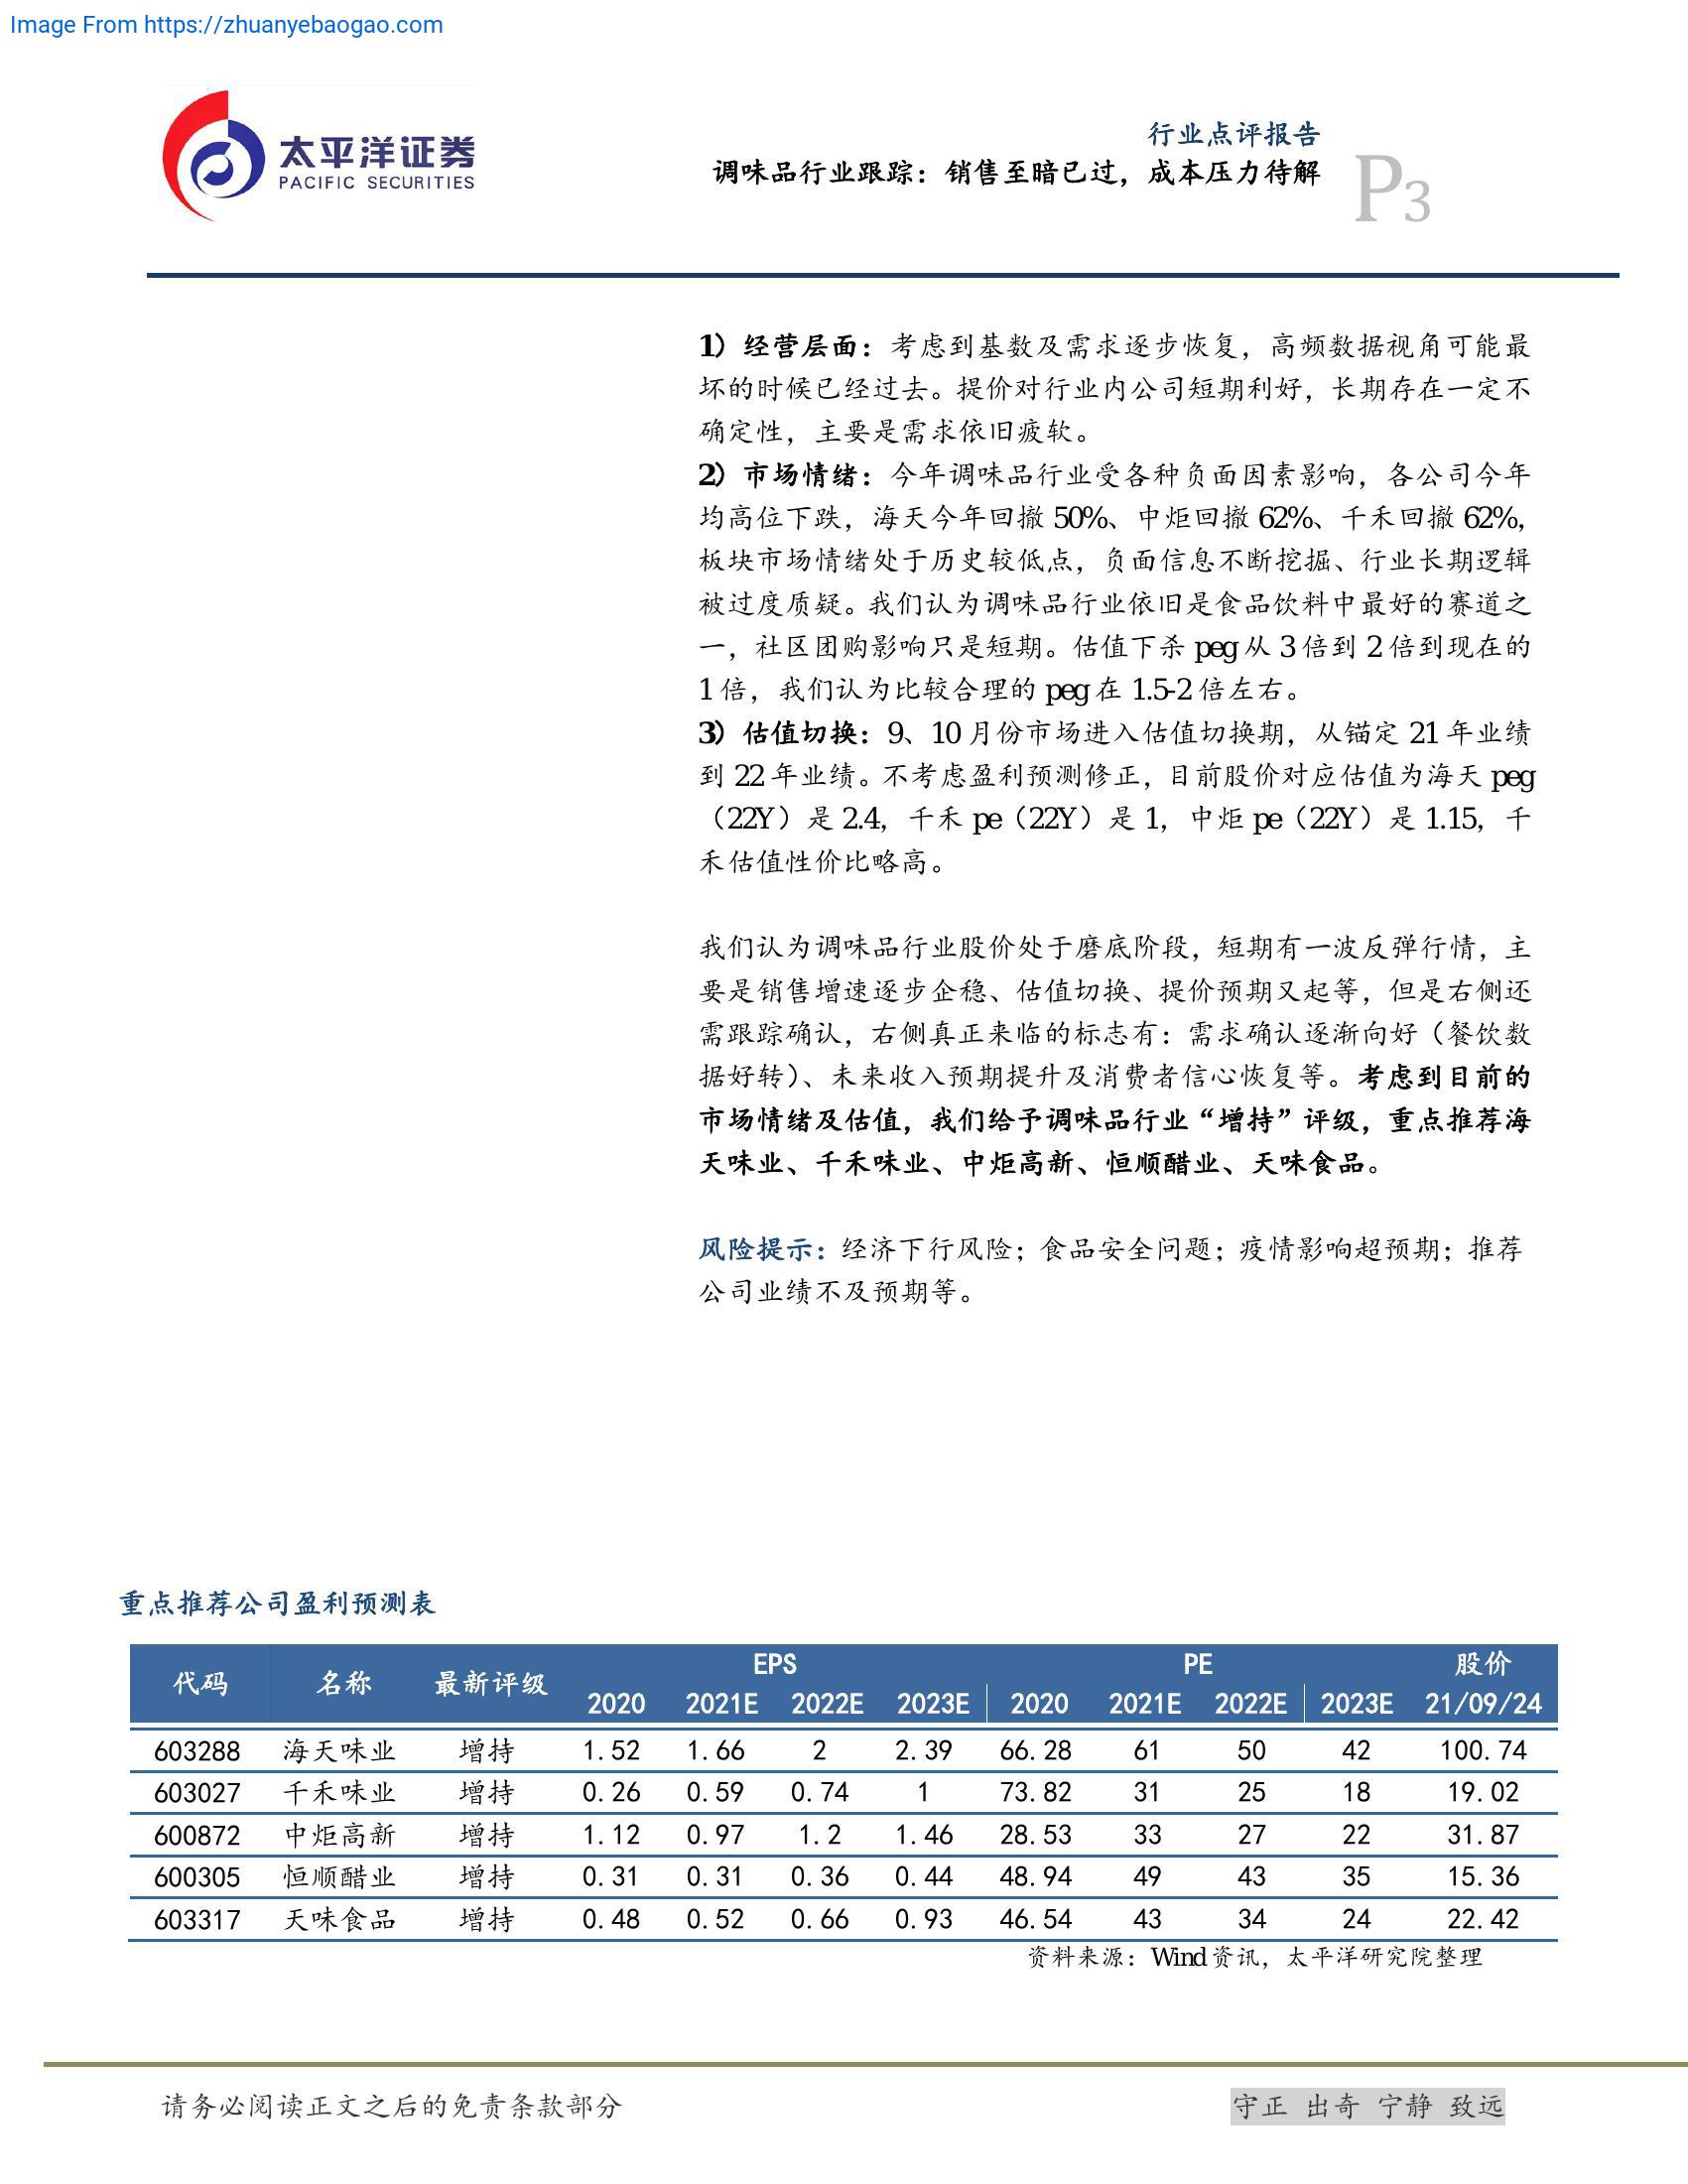 Image From https://zhuanyebaogao.com
太平洋证券
PACIFIC SECURITIES
行业点评报告
调味品行业跟踪：销售至暗已过，成本压力待解
P3
1）经营层面：考虑到基数及需求逐步恢复，高频数据视角可能最
坏的时候已经过去。提价对行业内公司短期利好，长期存在一定不
确定性，主要是需求依旧疲软。
2）市场情绪：今年调味品行业受各种负面因素影响，各公司今年
均高位下跌，海天今年回撤 50%、中炬回撤 62%、千禾回撤 62%，
板块市场情绪处于历史较低点，负面信息不断挖掘、行业长期逻辑
被过度质疑。我们认为调味品行业依旧是食品饮料中最好的赛道之
一，社区团购影响只是短期。估值下杀 peg 从 3 倍到 2 倍到现在的
1 倍，我们认为比较合理的 peg 在 1.5-2 倍左右。
3）估值切换：9、10 月份市场进入估值切换期，从锚定 21 年业绩
到 22 年业绩。不考虑盈利预测修正，目前股价对应估值为海天 peg
（22Y）是 2.4，千禾 pe（22Y）是 1，中炬 pe（22Y）是 1.15，千
禾估值性价比略高。
我们认为调味品行业股价处于磨底阶段，短期有一波反弹行情，主
要是销售增速逐步企稳、估值切换、提价预期又起等，但是右侧还
需跟踪确认，右侧真正来临的标志有：需求确认逐渐向好（餐饮数
据好转）、未来收入预期提升及消费者信心恢复等。考虑到目前的
市场情绪及估值，我们给予调味品行业“增持”评级，重点推荐海
天味业、千禾味业、中炬高新、恒顺醋业、天味食品。
风险提示：经济下行风险；食品安全问题；疫情影响超预期；推荐
公司业绩不及预期等。
重点推荐公司盈利预测表
代码 名称 最新评级 EPS PE 股价
2020 2021E 2022E 2023E 2020 2021E 2022E 2023E 21/09/24
603288 海天味业 增持 1.52 1.66 2 2.39 66.28 61 50 42 100.74
603027 千禾味业 增持 0.26 0.59 0.74 1 73.82 31 25 18 19.02
600872 中炬高新 增持 1.12 0.97 1.2 1.46 28.53 33 27 22 31.87
600305 恒顺醋业 增持 0.31 0.31 0.36 0.44 48.94 49 43 35 15.36
603317 天味食品 增持 0.48 0.52 0.66 0.93 46.54 43 34 24 22.42
资料来源：Wind 资讯，太平洋研究院整理
请务必阅读正文之后的免责条款部分
守正 出奇 宁静 致远